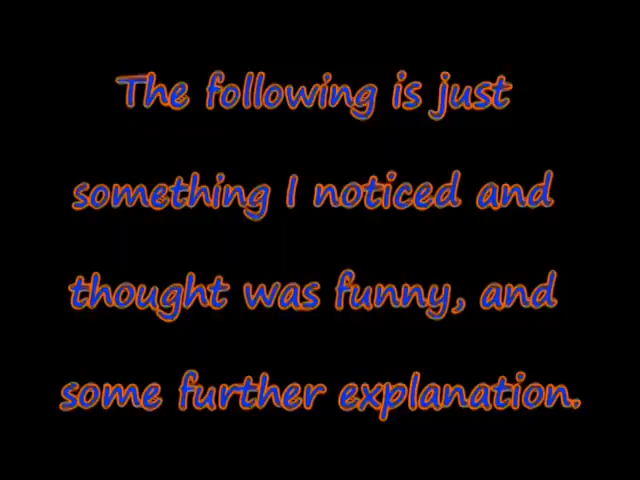 The following is just
something I noticed and
thought was funny, and
some further explanation.